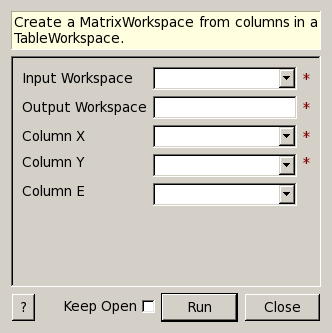 Create a MatrixWorkspace from columns in a
TableWorkspace.
Input Workspace *
Output Workspace *
Column X *
Column Y *
Column E
? Keep Open Run Close